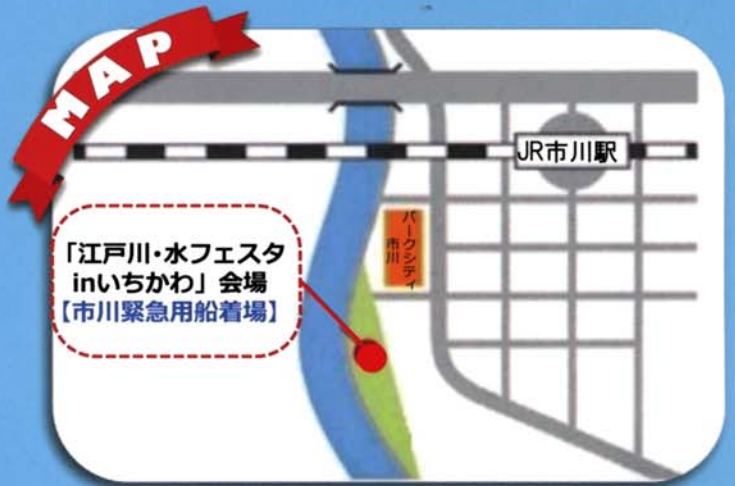 MAP
JR市川駅
パークシティ
市川
「江戸川・水フェスタ
inいちかわ」会場
【市川緊急用船着場】